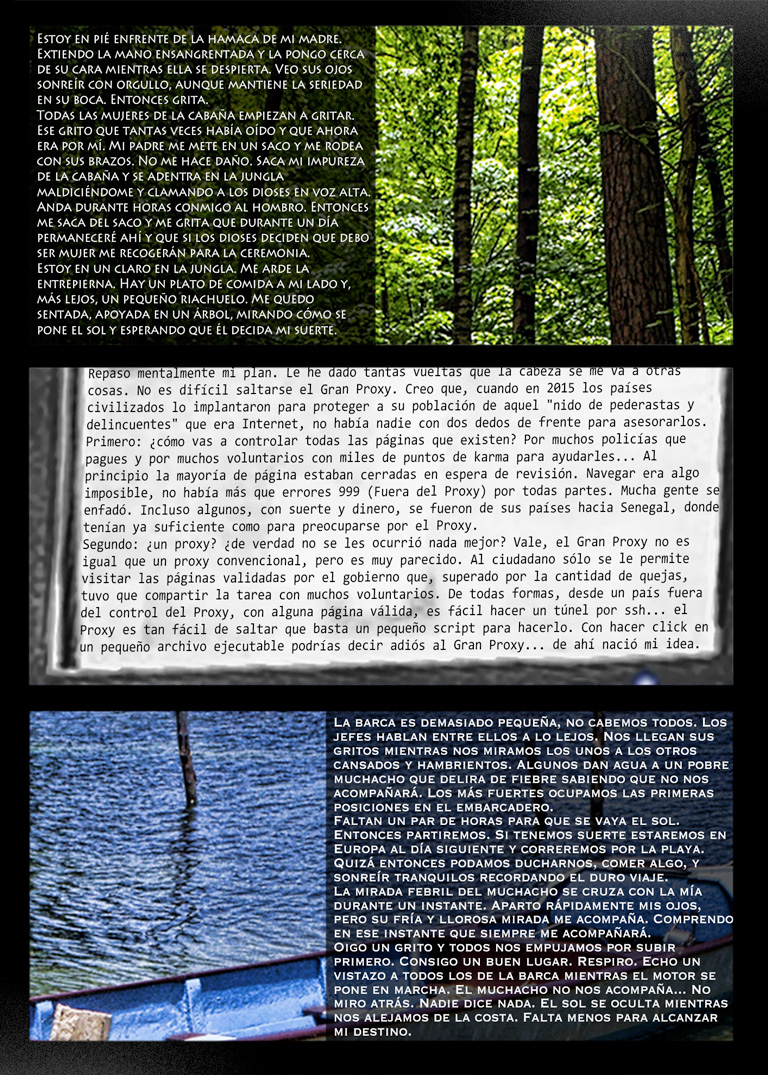 Estoy en pié enfrente de la hamaca de mi madre.
Extiendo la mano ensangrentada y la pongo cerca
de su cara mientras ella se despierta. Veo sus ojos
sonreír con orgullo, aunque mantiene la seriedad
en su boca. Entonces grita.
Todas las mujeres de la cabaña empiezan a gritar.
Ese grito que tantas veces había oído y que ahora
era por mí. Mi padre me mete en un saco y me rodea
con sus brazos. No me hace daño. Saca mi impureza
de la cabaña y se adentra en la jungla
maldiciéndome y clamando a los dioses en voz alta.
Anda durante horas conmigo al hombro. Entonces
me saca del saco y me grita que durante un día
permaneceré ahí y que si los dioses deciden que debo
ser mujer me recogerán para la ceremonia.
Estoy en un claro en la jungla. Me arde la
entrepierna. Hay un plato de comida a mi lado y,
más lejos, un pequeño riachuelo. Me quedo
sentada, apoyada en un árbol, mirando cómo se
pone el sol y esperando que él decida mi suerte.
Repaso mentalmente mi plan. Le he dado tantas vueltas que la cabeza se me va a otras
cosas. No es difícil saltarse el Gran Proxy. Creo que, cuando en 2015 los países
civilizados lo implantaron para proteger a su población de aquel "nido de pederastas y
delincuentes" que era Internet, no había nadie con dos dedos de frente para asesorarlos.
Primero: ¿cómo vas a controlar todas las páginas que existen? Por muchos policías que
pagues y por muchos voluntarios con miles de puntos de karma para ayudarles... Al
principio la mayoría de página estaban cerradas en espera de revisión. Navegar era algo
imposible, no había más que errores 999 (Fuera del Proxy) por todas partes. Mucha gente se
enfadó. Incluso algunos, con suerte y dinero, se fueron de sus países hacia Senegal, donde
tenían ya suficiente como para preocuparse por el Proxy.
Segundo: ¿un proxy? ¿de verdad no se les ocurrió nada mejor? Vale, el Gran Proxy no es
igual que un proxy convencional, pero es muy parecido. Al ciudadano sólo se le permite
visitar las páginas validadas por el gobierno que, superado por la cantidad de quejas,
tuvo que compartir la tarea con muchos voluntarios. De todas formas, desde un país fuera
del control del Proxy, con alguna página válida, es fácil hacer un túnel por ssh... el
Proxy es tan fácil de saltar que basta un pequeño script para hacerlo. Con hacer click en
un pequeño archivo ejecutable podrías decir adiós al Gran Proxy... de ahí nació mi idea.
La barca es demasiado pequeña, no cabemos todos. Los
jefes hablan entre ellos a lo lejos. Nos llegan sus
gritos mientras nos miramos los unos a los otros
cansados y hambrientos. Algunos dan agua a un pobre
muchacho que delira de fiebre sabiendo que no nos
acompañará. Los más fuertes ocupamos las primeras
posiciones en el embarcadero.
Faltan un par de horas para que se vaya el sol.
Entonces partiremos. Si tenemos suerte estaremos en
Europa al día siguiente y correremos por la playa.
Quizá entonces podamos ducharnos, comer algo, y
sonreír tranquilos recordando el duro viaje.
La mirada febril del muchacho se cruza con la mía
durante un instante. Aparto rápidamente mis ojos,
pero su fría y llorosa mirada me acompaña. Comprendo
en ese instante que siempre me acompañará.
Oigo un grito y todos nos empujamos por subir
primero. Consigo un buen lugar. Respiro. Echo un
vistazo a todos los de la barca mientras el motor se
pone en marcha. El muchacho no nos acompaña... No
miro atrás. Nadie dice nada. El sol se oculta mientras
nos alejamos de la costa. Falta menos para alcanzar
mi destino.